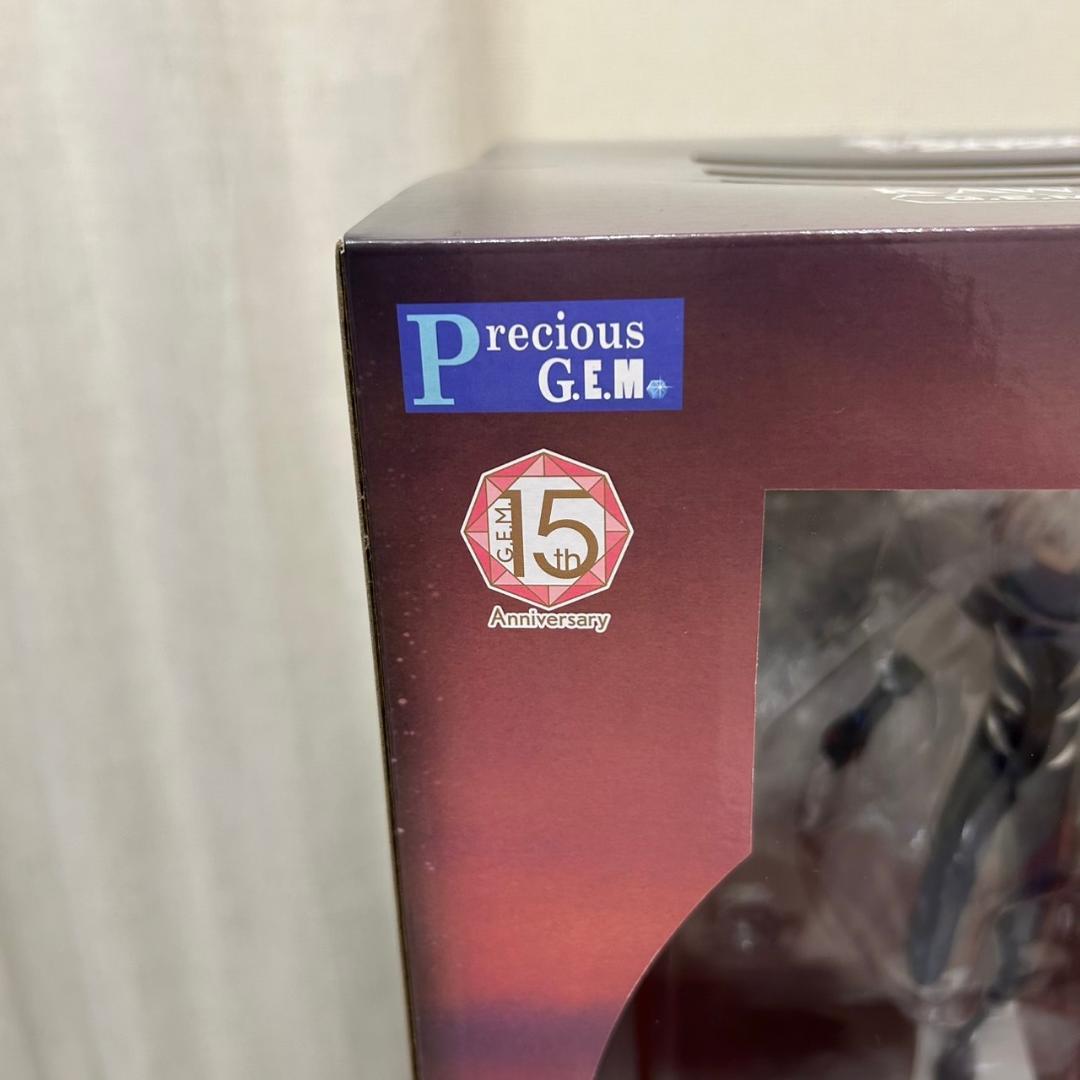 Precious
G.E.M.
G.E.M.
15th
Anniversary